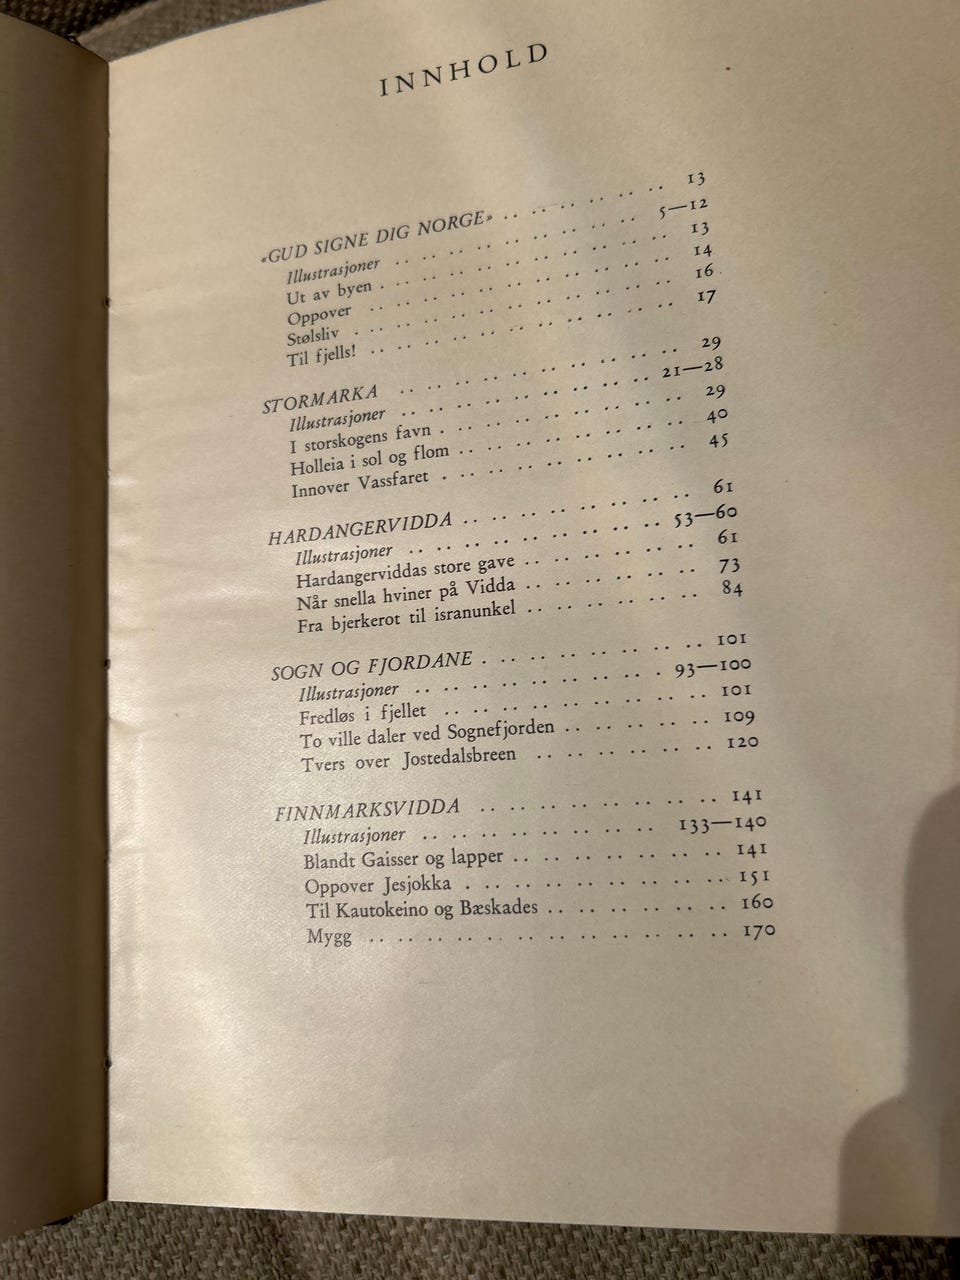 INNHOLD
«GUD SIGNE DIG NORGE» .. .. .. .. .. .. 13
Illustrasjoner .. .. .. .. .. .. .. .. .. 5—12
Ut av byen . .. .. .. .. .. .. .. .. .. 13
Oppover .. .. .. .. .. .. .. .. .. .. 14
Stølsliv . .. .. .. .. .. .. .. .. .. .. 16
Til fjells! .. .. .. .. .. .. .. .. .. .. 17
STORMARKA .. .. .. .. .. .. .. .. .. .. 29
Illustrasjoner .. .. .. .. .. .. .. .. .. 21—28
I storskogens favn . .. .. .. .. .. .. .. .. 29
Holleia i sol og flom .. .. .. .. .. .. .. .. 40
Innover Vassfaret . .. .. .. .. .. .. .. .. 45
HARDANGERVIDDA .. .. .. .. .. .. .. .. 61
Illustrasjoner .. .. .. .. .. .. .. .. .. 53—60
Hardangerviddas store gave .. .. .. .. .. .. 61
Når snella hviner på Vidda .. .. .. .. .. .. 73
Fra bjerkerot til isranunkel .. .. .. .. .. .. 84
SOGN OG FJORDANE . .. .. .. .. .. .. .. 101
Illustrasjoner .. .. .. .. .. .. .. .. . 93—100
Fredløs i fjellet .. .. .. .. .. .. .. .. .. 101
To ville daler ved Sognefjorden .. .. .. .. .. 109
Tvers over Jostedalsbreen .. .. .. .. .. .. 120
FINNMARKSVIDDA .. .. .. .. .. .. .. .. 141
Illustrasjoner .. .. .. .. .. .. .. .. 133—140
Blandt Gaisser og lapper .. .. .. .. .. .. .. 141
Oppover Jesjokka . .. .. .. .. .. .. .. .. 151
Til Kautokeino og Bæskades .. .. .. .. .. .. 160
Mygg .. .. .. .. .. .. .. .. .. .. .. .. 170